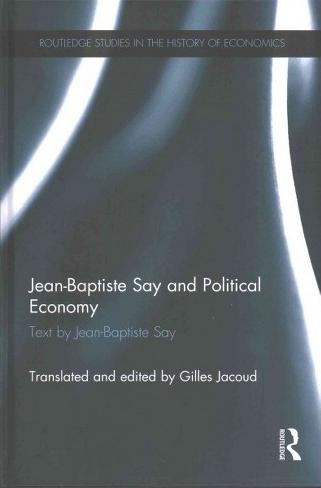 ROUTLEDGE STUDIES IN THE HISTORY OF ECONOMICS
Jean-Baptiste Say and Political
Economy
Text by Jean-Baptiste Say
Translated and edited by Gilles Jacoud
ROUTLEDGE